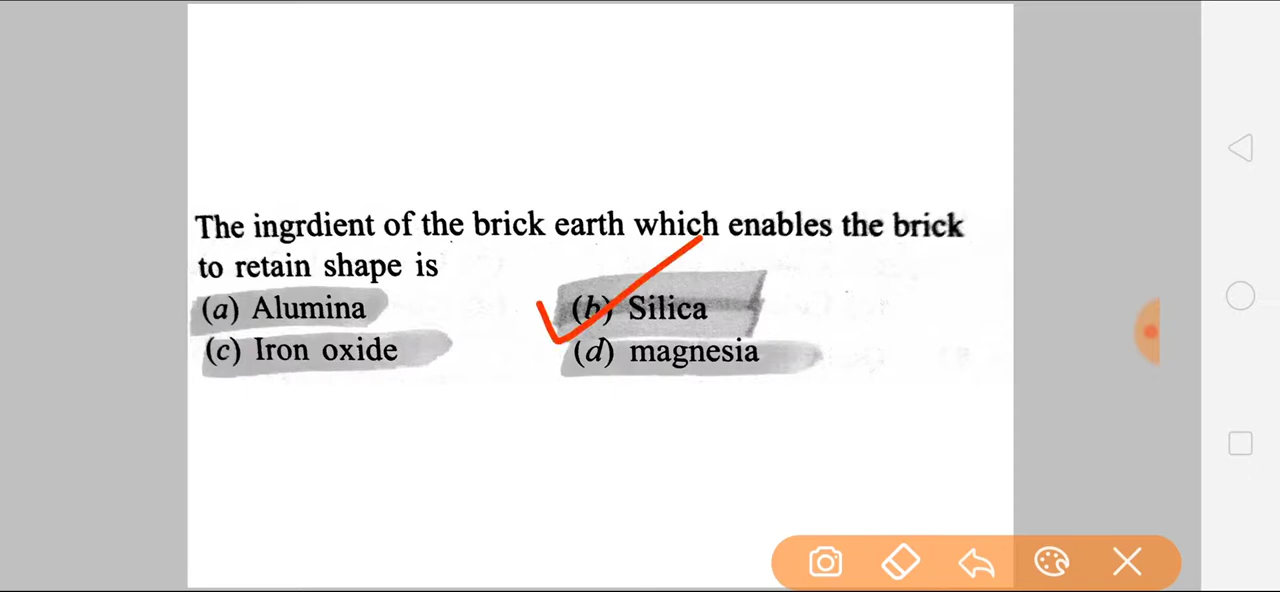 The ingrdient of the brick earth which enables the brick
to retain shape is
(a) Alumina (b) Silica
(c) Iron oxide (d) magnesia